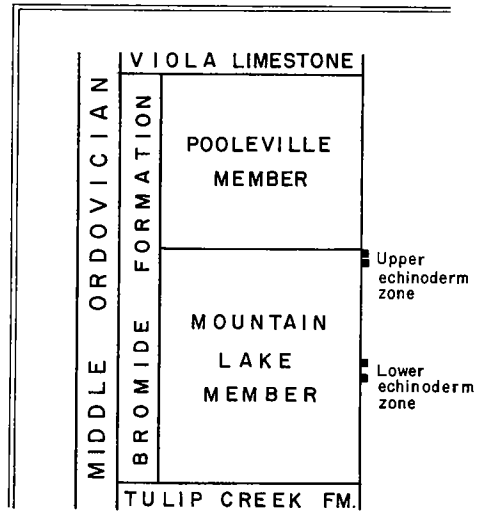 VIOLA LIMESTONE
MIDDLE ORDOVICIAN
BROMIDE FORMATION
POOLEVILLE
MEMBER
Upper
echinoderm
zone
MOUNTAIN
LAKE
MEMBER
Lower
echinoderm
zone
TULIP CREEK FM.